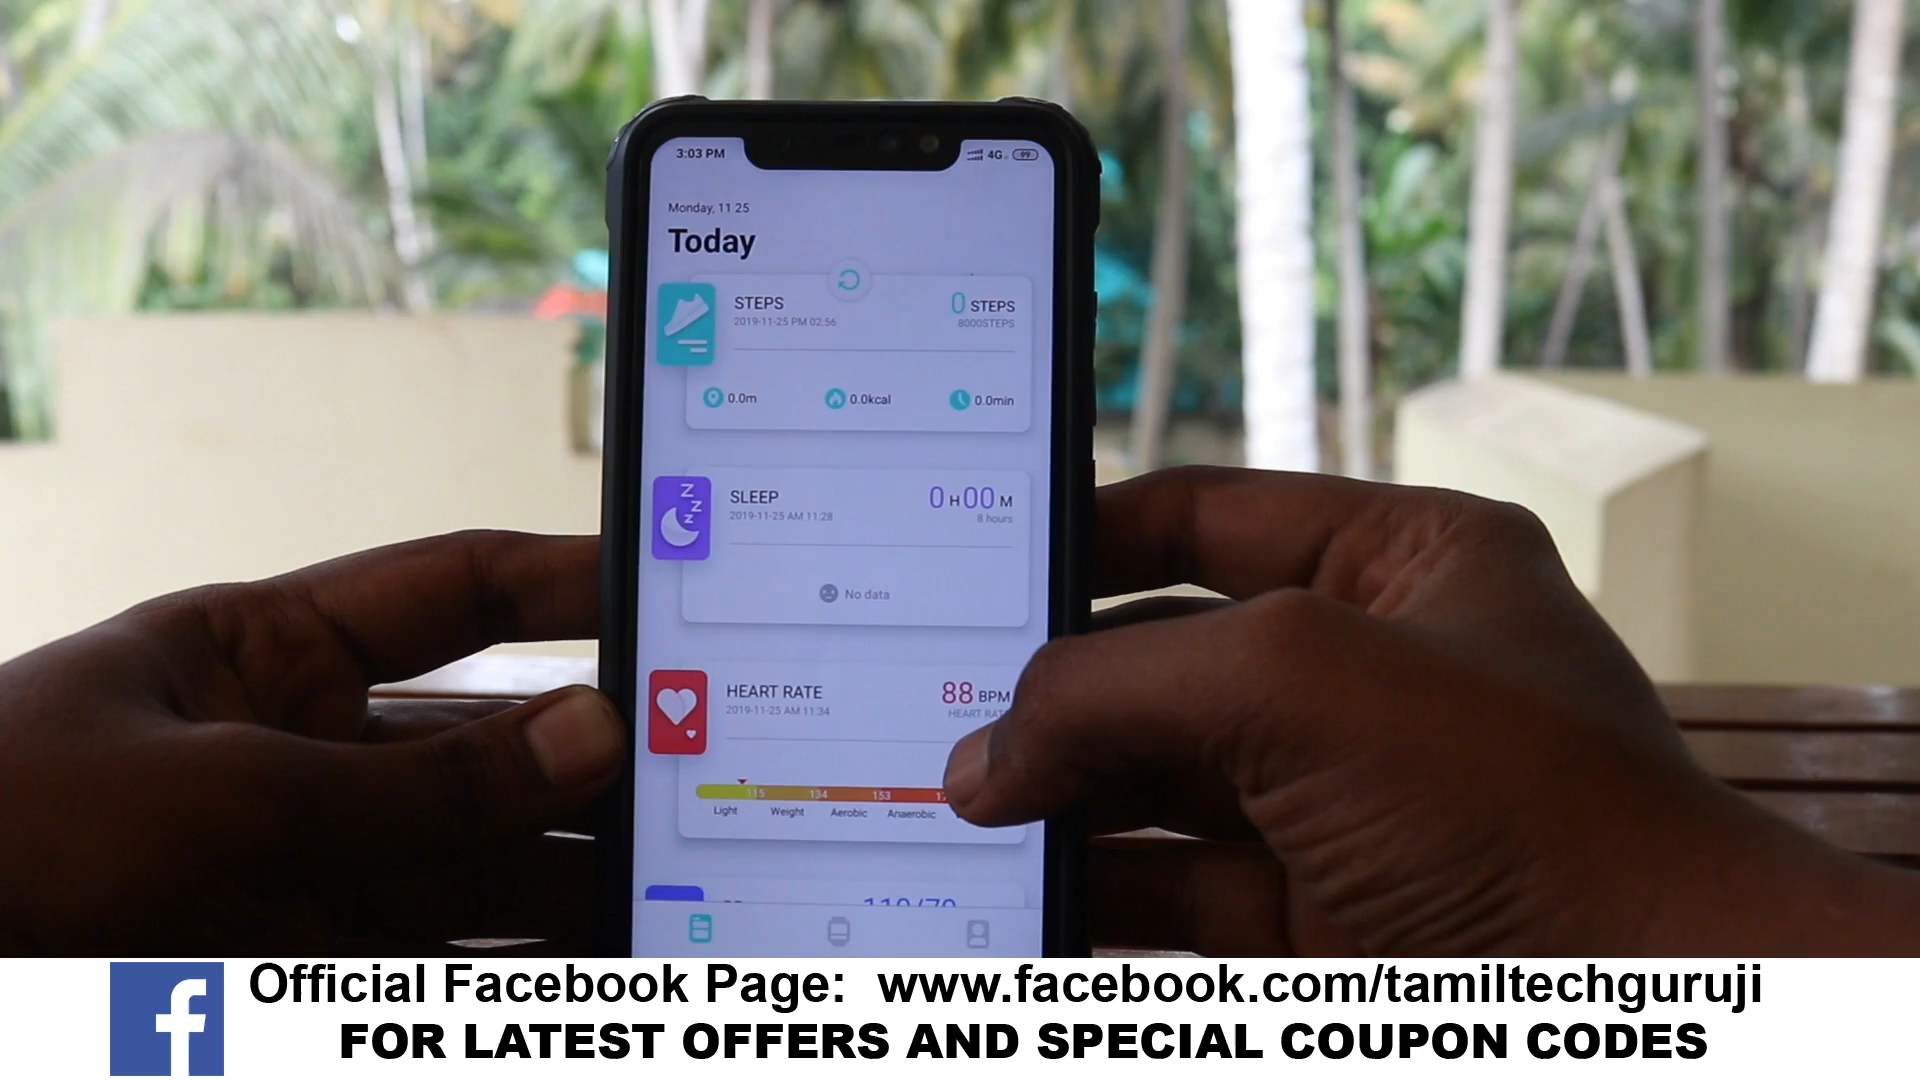 3:03 PM
4G
99
Monday, 11 25
Today
STEPS
0 STEPS
2019-11-25 PM 02:56
8000STEPS
0.0m
0.0kcal
0.0min
SLEEP
0 H 00 M
2019-11-25 AM 11:28
8 hours
No data
HEART RATE
88 BPM
2019-11-25 AM 11:34
HEART RATE
115 134 153
Light Weight Aerobic Anaerobic
Official Facebook Page: www.facebook.com/tamiltechguruji
FOR LATEST OFFERS AND SPECIAL COUPON CODES